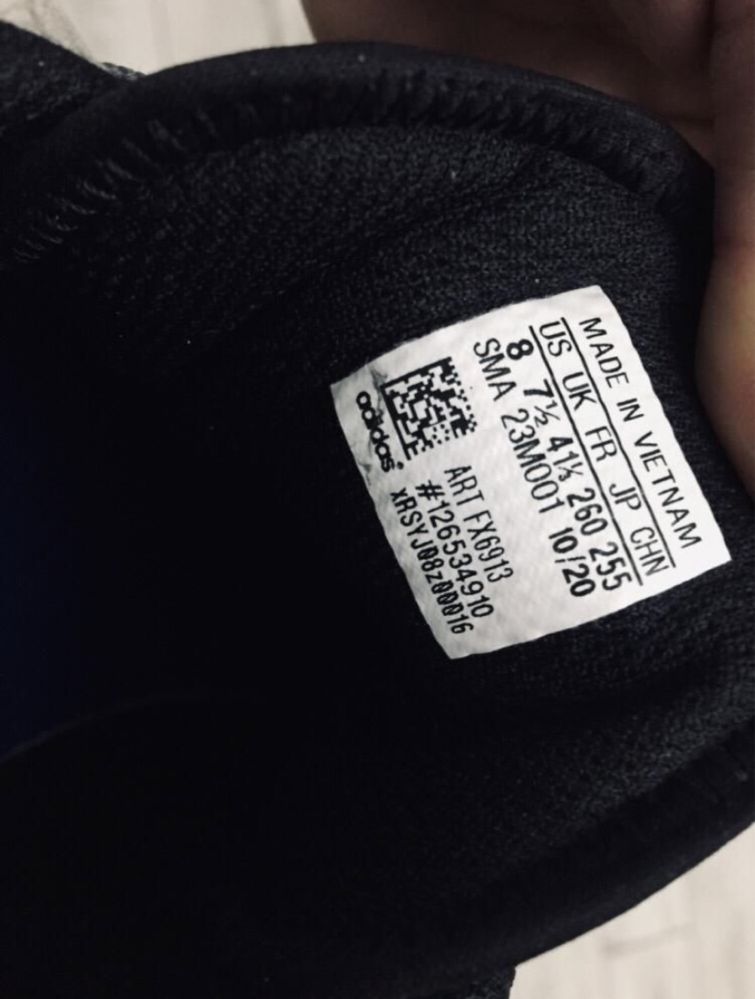 MADE IN VIETNAM
US UK FR JP CHN
8 7½ 41⅓ 260 255
SMA 23M001 10/20
ART FX6913
#126534910
xRSYJ08z00016
adidas